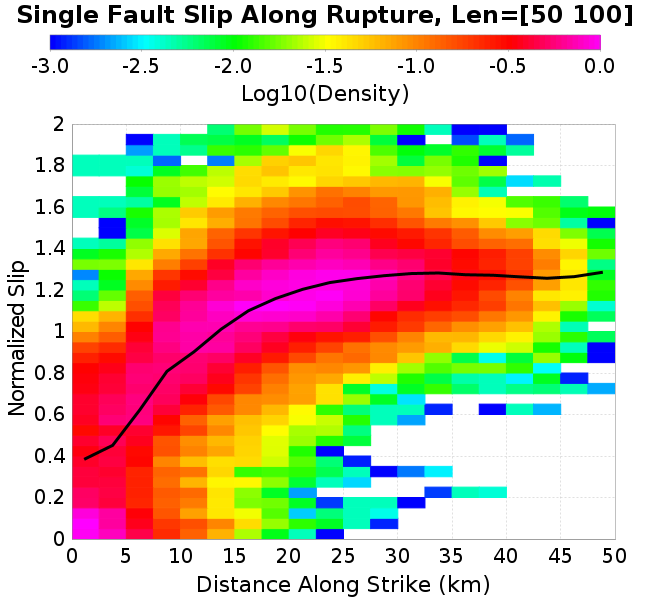 Single Fault Slip Along Rupture, Len=[50 100]
-3.0 -2.5 -2.0 -1.5 -1.0 -0.5 0.0
Log10(Density)
2
1.8
1.6
1.4
1.2
1
0.8
0.6
0.4
0.2
0
Normalized Slip
0 5 10 15 20 25 30 35 40 45 50
Distance Along Strike (km)